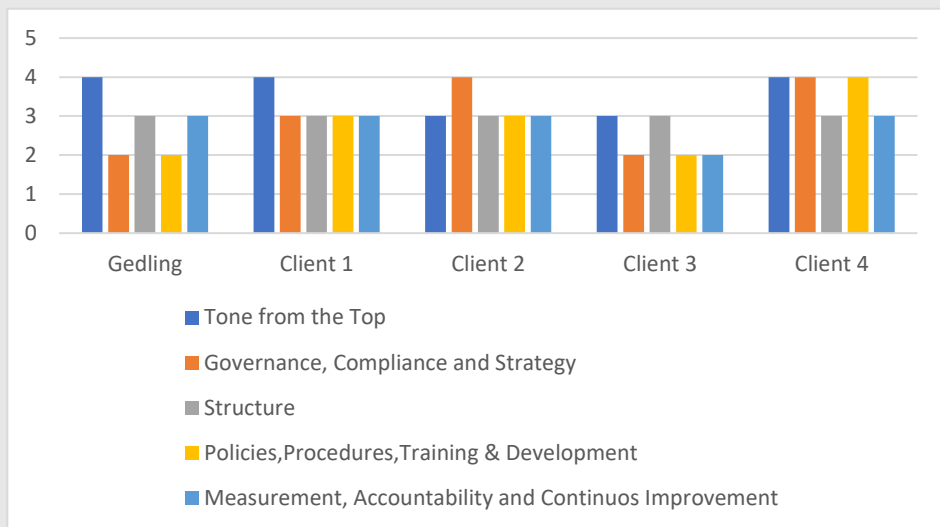 5
4
3
2
1
0
Gedling Client 1 Client 2 Client 3 Client 4
Tone from the Top
Governance, Compliance and Strategy
Structure
Policies,Procedures,Training & Development
Measurement, Accountability and Continuos Improvement